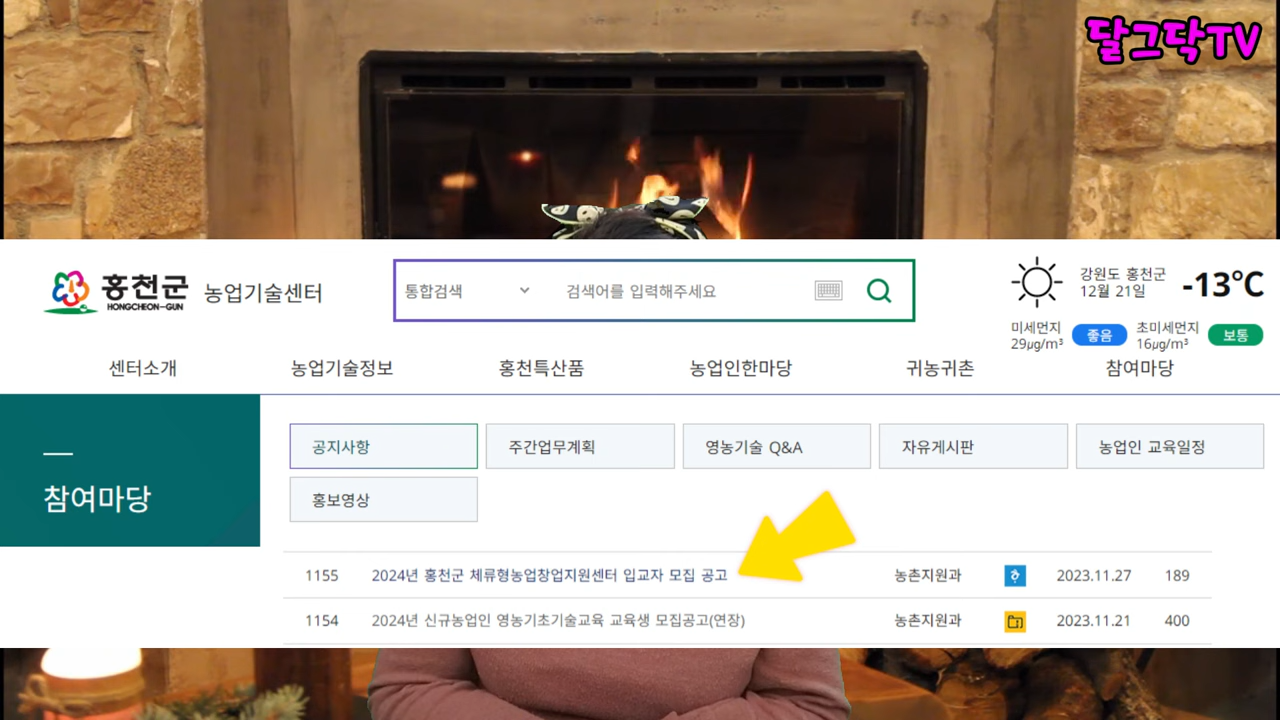 달그닥TV
홍천군
HONGCHEON-GUN
농업기술센터
통합검색
검색어를 입력해주세요
강원도 홍천군
12월 21일
-13℃
미세먼지
29㎍/m³
좋음
초미세먼지
16㎍/m³
보통
센터소개
농업기술정보
홍천특산품
농업인한마당
귀농귀촌
참여마당
참여마당
공지사항
주간업무계획
영농기술 Q&A
자유게시판
농업인 교육일정
홍보영상
1155 2024년 홍천군 체류형농업창업지원센터 입교자 모집 공고 농촌지원과 2023.11.27 189
1154 2024년 신규농업인 영농기초기술교육 교육생 모집공고(연장) 농촌지원과 2023.11.21 400